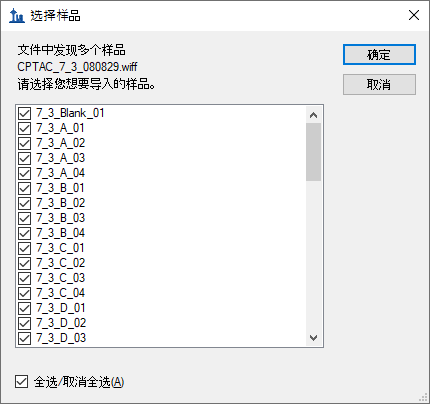 选择样品
文件中发现多个样品
CPTAC_7_3_080829.wiff
请选择您想要导入的样品。
确定
取消
7_3_Blank_01
7_3_A_01
7_3_A_02
7_3_A_03
7_3_A_04
7_3_B_01
7_3_B_02
7_3_B_03
7_3_B_04
7_3_C_01
7_3_C_02
7_3_C_03
7_3_C_04
7_3_D_01
7_3_D_02
7_3_D_03
全选/取消全选(A)